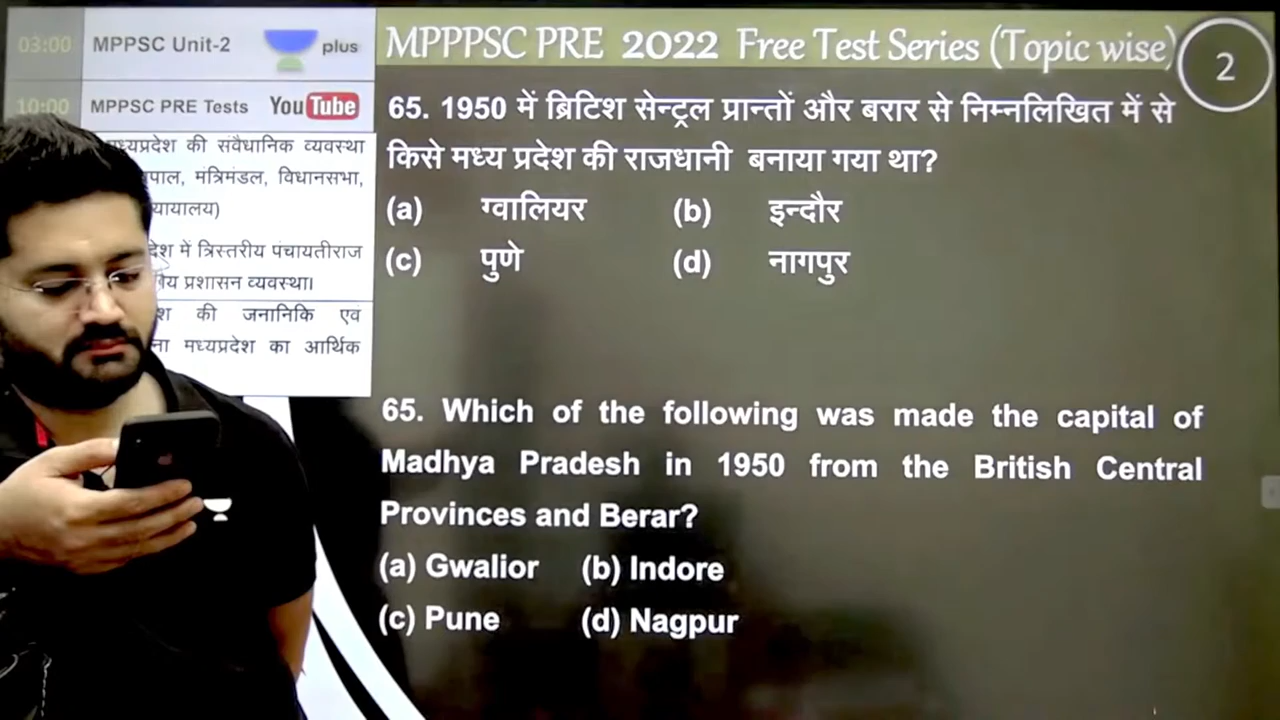 03:00 MPPSC Unit-2 plus
10:00 MPPSC PRE Tests YouTube
की संवैधानिक व्यवस्था
मंत्रिमंडल, विधानसभा,
में त्रिस्तरीय पंचायतीराज
प्रशासन व्यवस्था।
की जनानिकि एवं
मध्यप्रदेश का आर्थिक
MPPPSC PRE 2022 Free Test Series (Topic wise)
2
65. 1950 में ब्रिटिश सेन्ट्रल प्रान्तों और बरार से निम्नलिखित में से
किसे मध्य प्रदेश की राजधानी बनाया गया था?
(a) ग्वालियर (b) इन्दौर
(c) पुणे (d) नागपुर
65. Which of the following was made the capital of
Madhya Pradesh in 1950 from the British Central
Provinces and Berar?
(a) Gwalior (b) Indore
(c) Pune (d) Nagpur